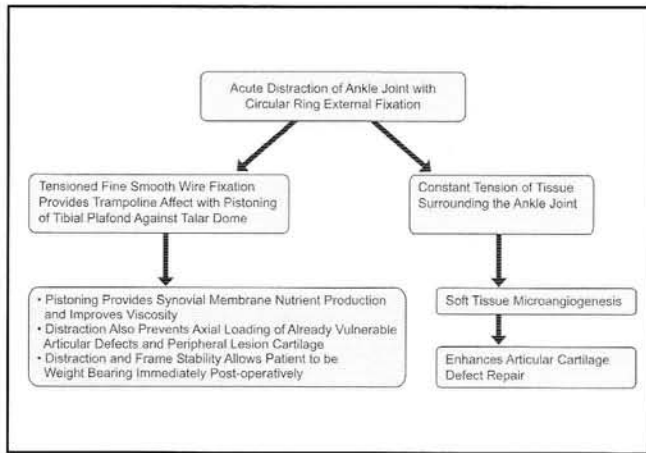 Acute Distraction of Ankle Joint with
Circular Ring External Fixation
Tensioned Fine Smooth Wire Fixation
Provides Trampoline Affect with Pistoning
of Tibial Plafond Against Talar Dome
Constant Tension of Tissue
Surrounding the Ankle Joint
• Pistoning Provides Synovial Membrane Nutrient Production
and Improves Viscosity
• Distraction Also Prevents Axial Loading of Already Vulnerable
Articular Defects and Peripheral Lesion Cartilage
• Distraction and Frame Stability Allows Patient to be
Weight Bearing Immediately Post-operatively
Soft Tissue Microangiogenesis
Enhances Articular Cartilage
Defect Repair